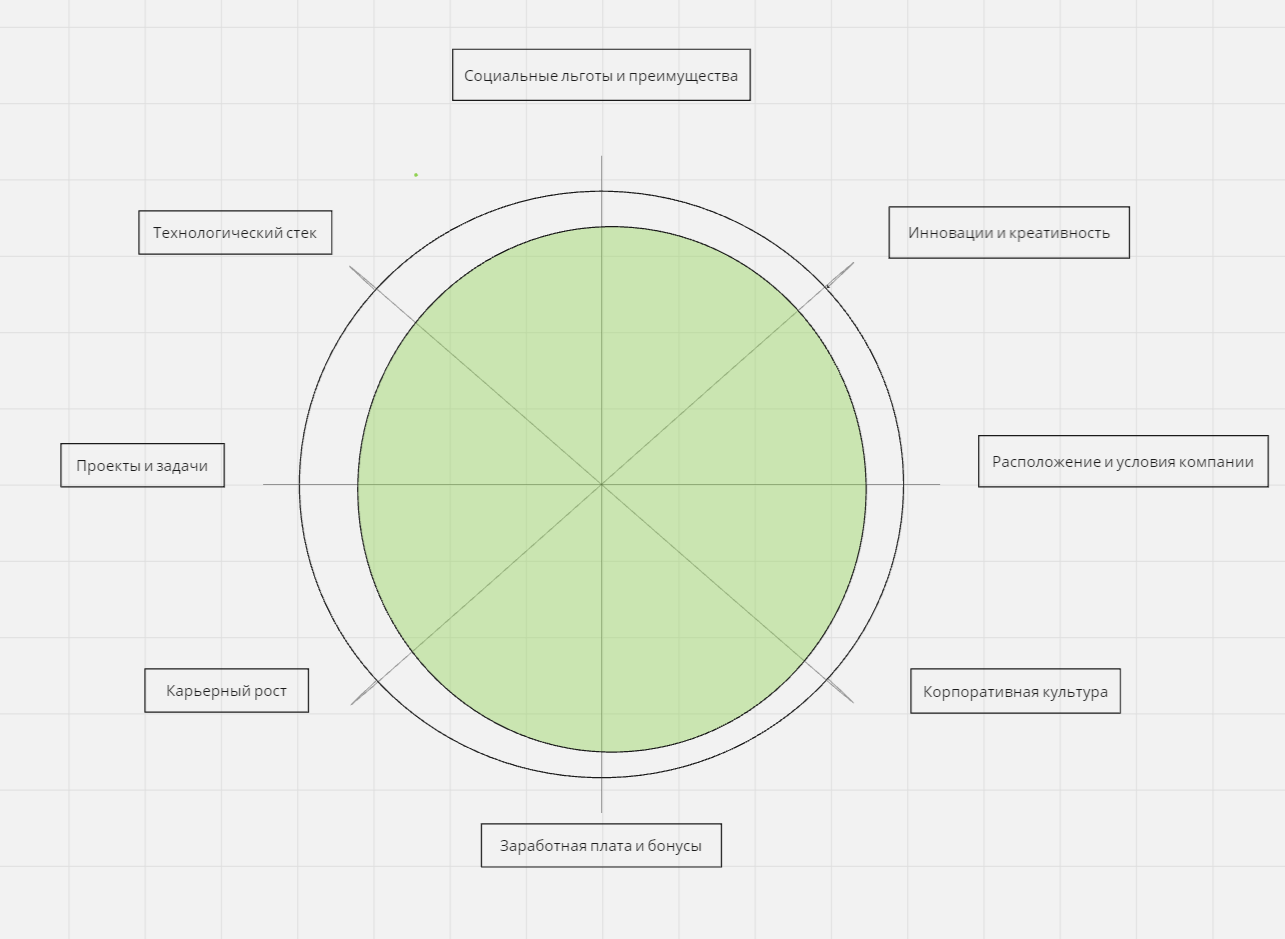 Социальные льготы и преимущества
Технологический стек
Инновации и креативность
Проекты и задачи
Расположение и условия компании
Карьерный рост
Корпоративная культура
Заработная плата и бонусы